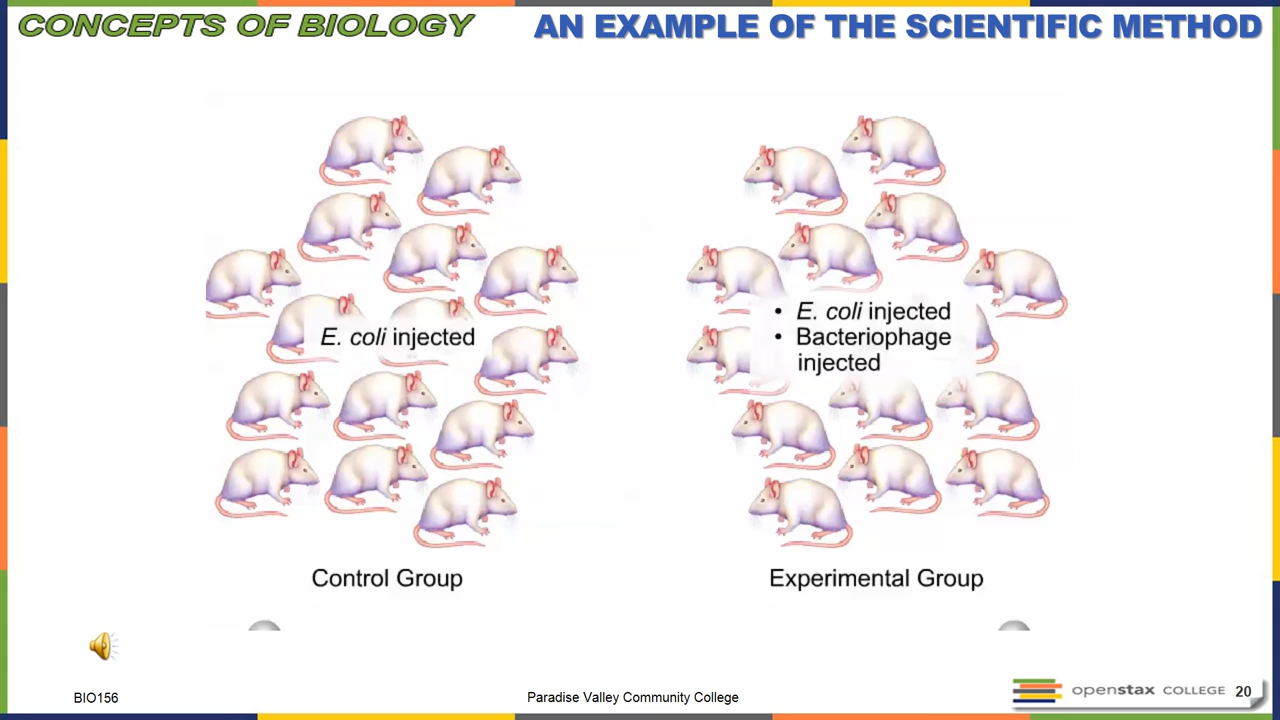 CONCEPTS OF BIOLOGY
AN EXAMPLE OF THE SCIENTIFIC METHOD
E. coli injected
• E. coli injected
• Bacteriophage
injected
Control Group
Experimental Group
BIO156
Paradise Valley Community College
openstax COLLEGE
20